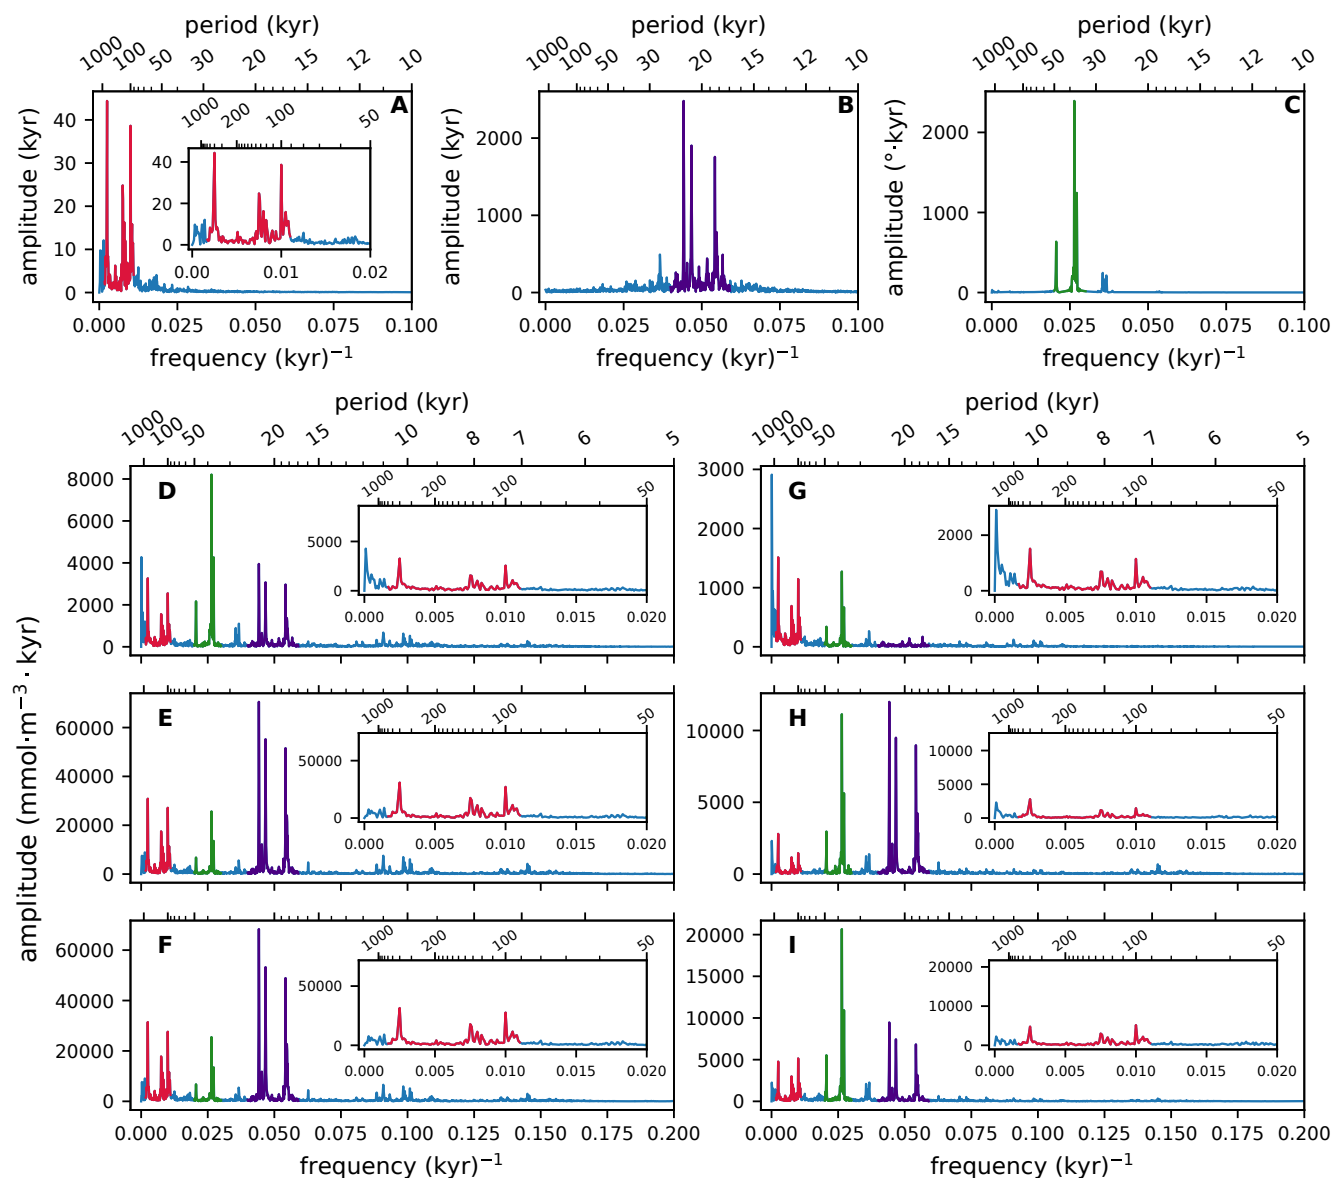 period (kyr) period (kyr) period (kyr)
1000 100 50 30 20 15 12 10 1000 100 50 30 20 15 12 10 1000 100 50 30 20 15 12 10
A B C
amplitude (kyr)
40
30
20
10
0
1000 200 100 50
40
20
0
0.00 0.01 0.02
amplitude (kyr)
2000
1000
0
amplitude (°·kyr)
2000
1000
0
0.000 0.025 0.050 0.075 0.100 0.000 0.025 0.050 0.075 0.100 0.000 0.025 0.050 0.075 0.100
frequency (kyr)⁻¹ frequency (kyr)⁻¹ frequency (kyr)⁻¹
period (kyr) period (kyr)
1000 100 50 20 15 10 8 7 6 5 1000 100 50 20 15 10 8 7 6 5
amplitude (mmol·m⁻³ · kyr)
D
8000
6000
4000
2000
0
1000 200 100 50
5000
0
0.000 0.005 0.010 0.015 0.020
G
3000
2000
1000
0
1000 200 100 50
2000
0
0.000 0.005 0.010 0.015 0.020
E
60000
40000
20000
0
1000 200 100 50
50000
0
0.000 0.005 0.010 0.015 0.020
H
10000
5000
0
1000 200 100 50
10000
5000
0
0.000 0.005 0.010 0.015 0.020
F
60000
40000
20000
0
1000 200 100 50
50000
0
0.000 0.005 0.010 0.015 0.020
I
20000
15000
10000
5000
0
1000 200 100 50
20000
10000
0
0.000 0.005 0.010 0.015 0.020
0.000 0.025 0.050 0.075 0.100 0.125 0.150 0.175 0.200 0.000 0.025 0.050 0.075 0.100 0.125 0.150 0.175 0.200
frequency (kyr)⁻¹ frequency (kyr)⁻¹